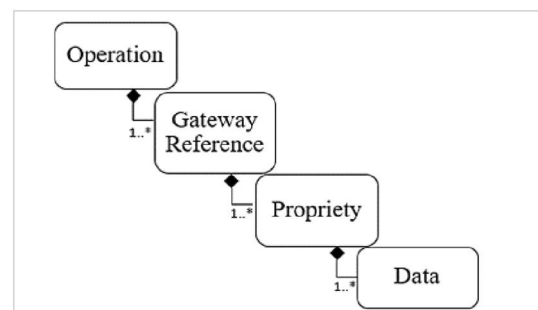 Operation
1..*
Gateway
Reference
1..*
Propriety
1..*
Data